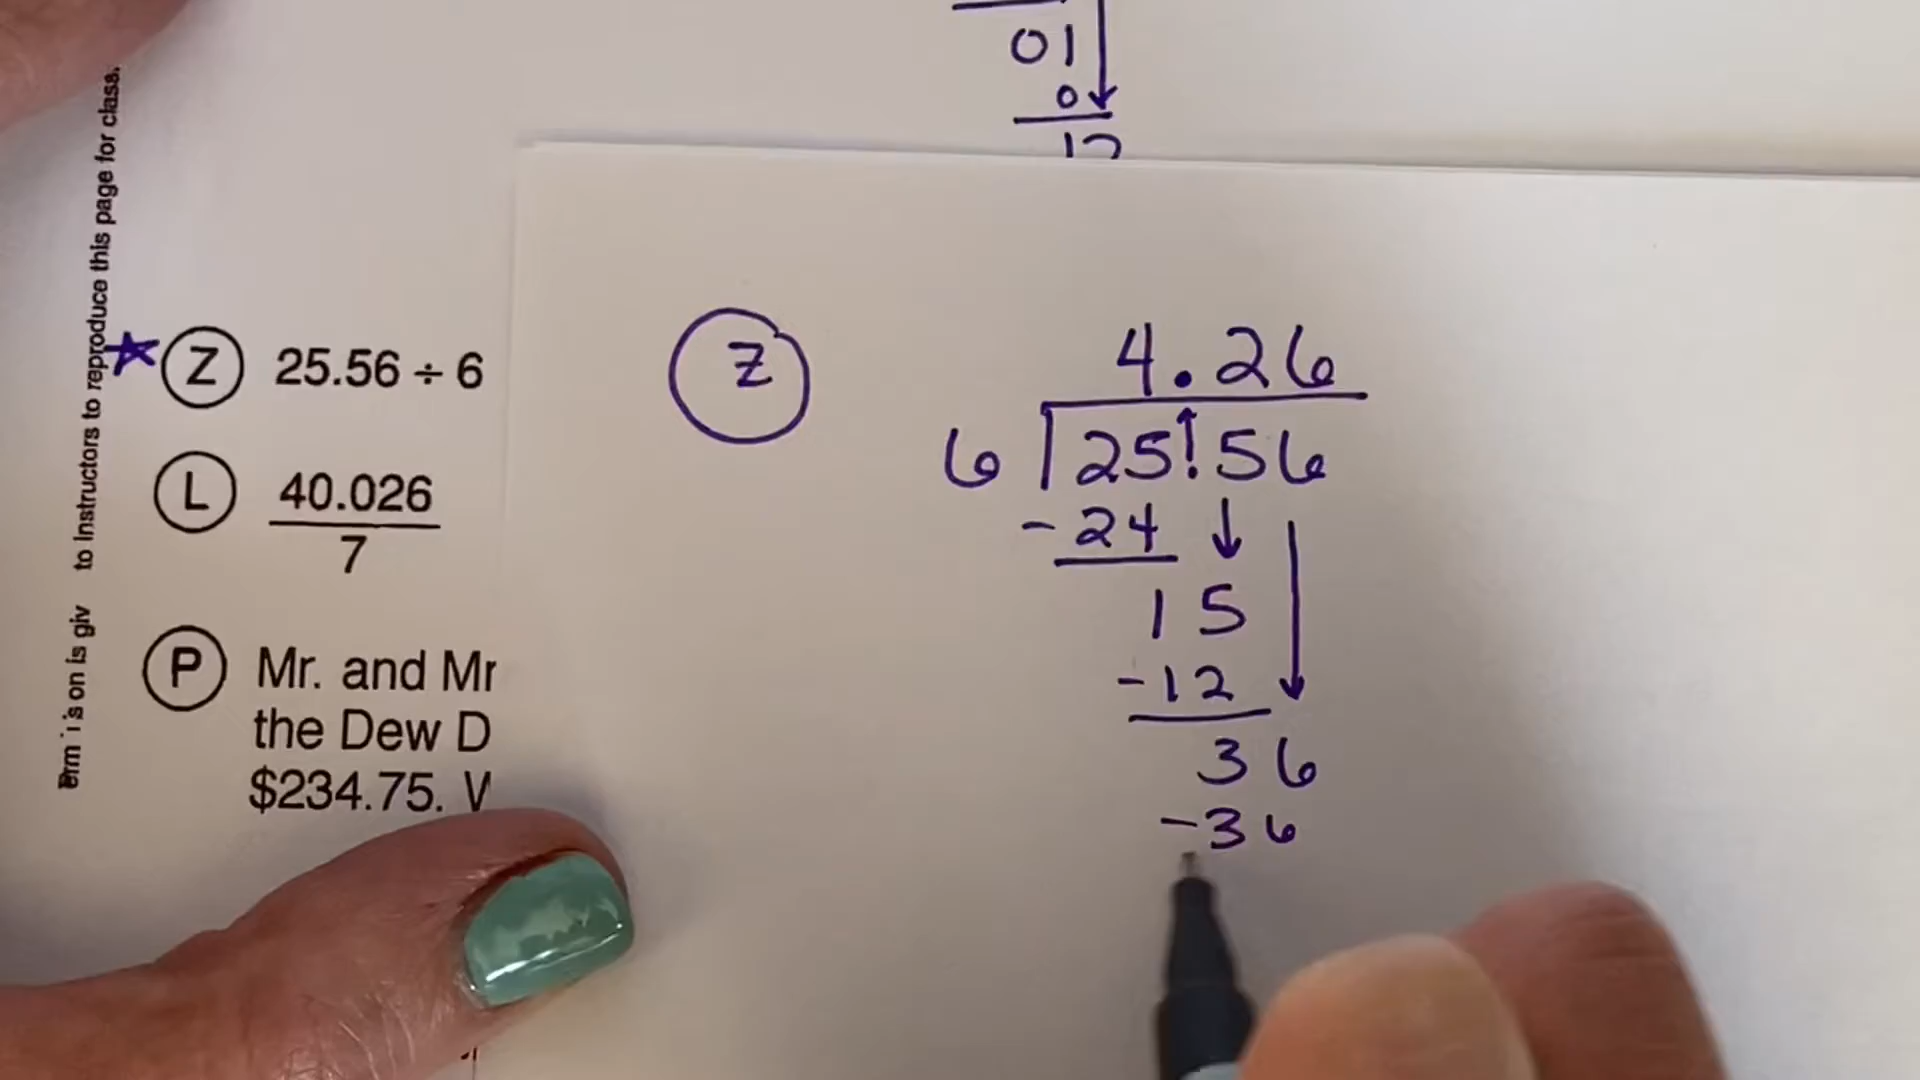 01
0
12
to Instructors to reproduce this page for class.
Z 25.56 ÷ 6
L 40.026
7
P Mr. and Mr
the Dew D
$234.75. W
Z
4.26
6 25.56
-24
15
-12
36
-36